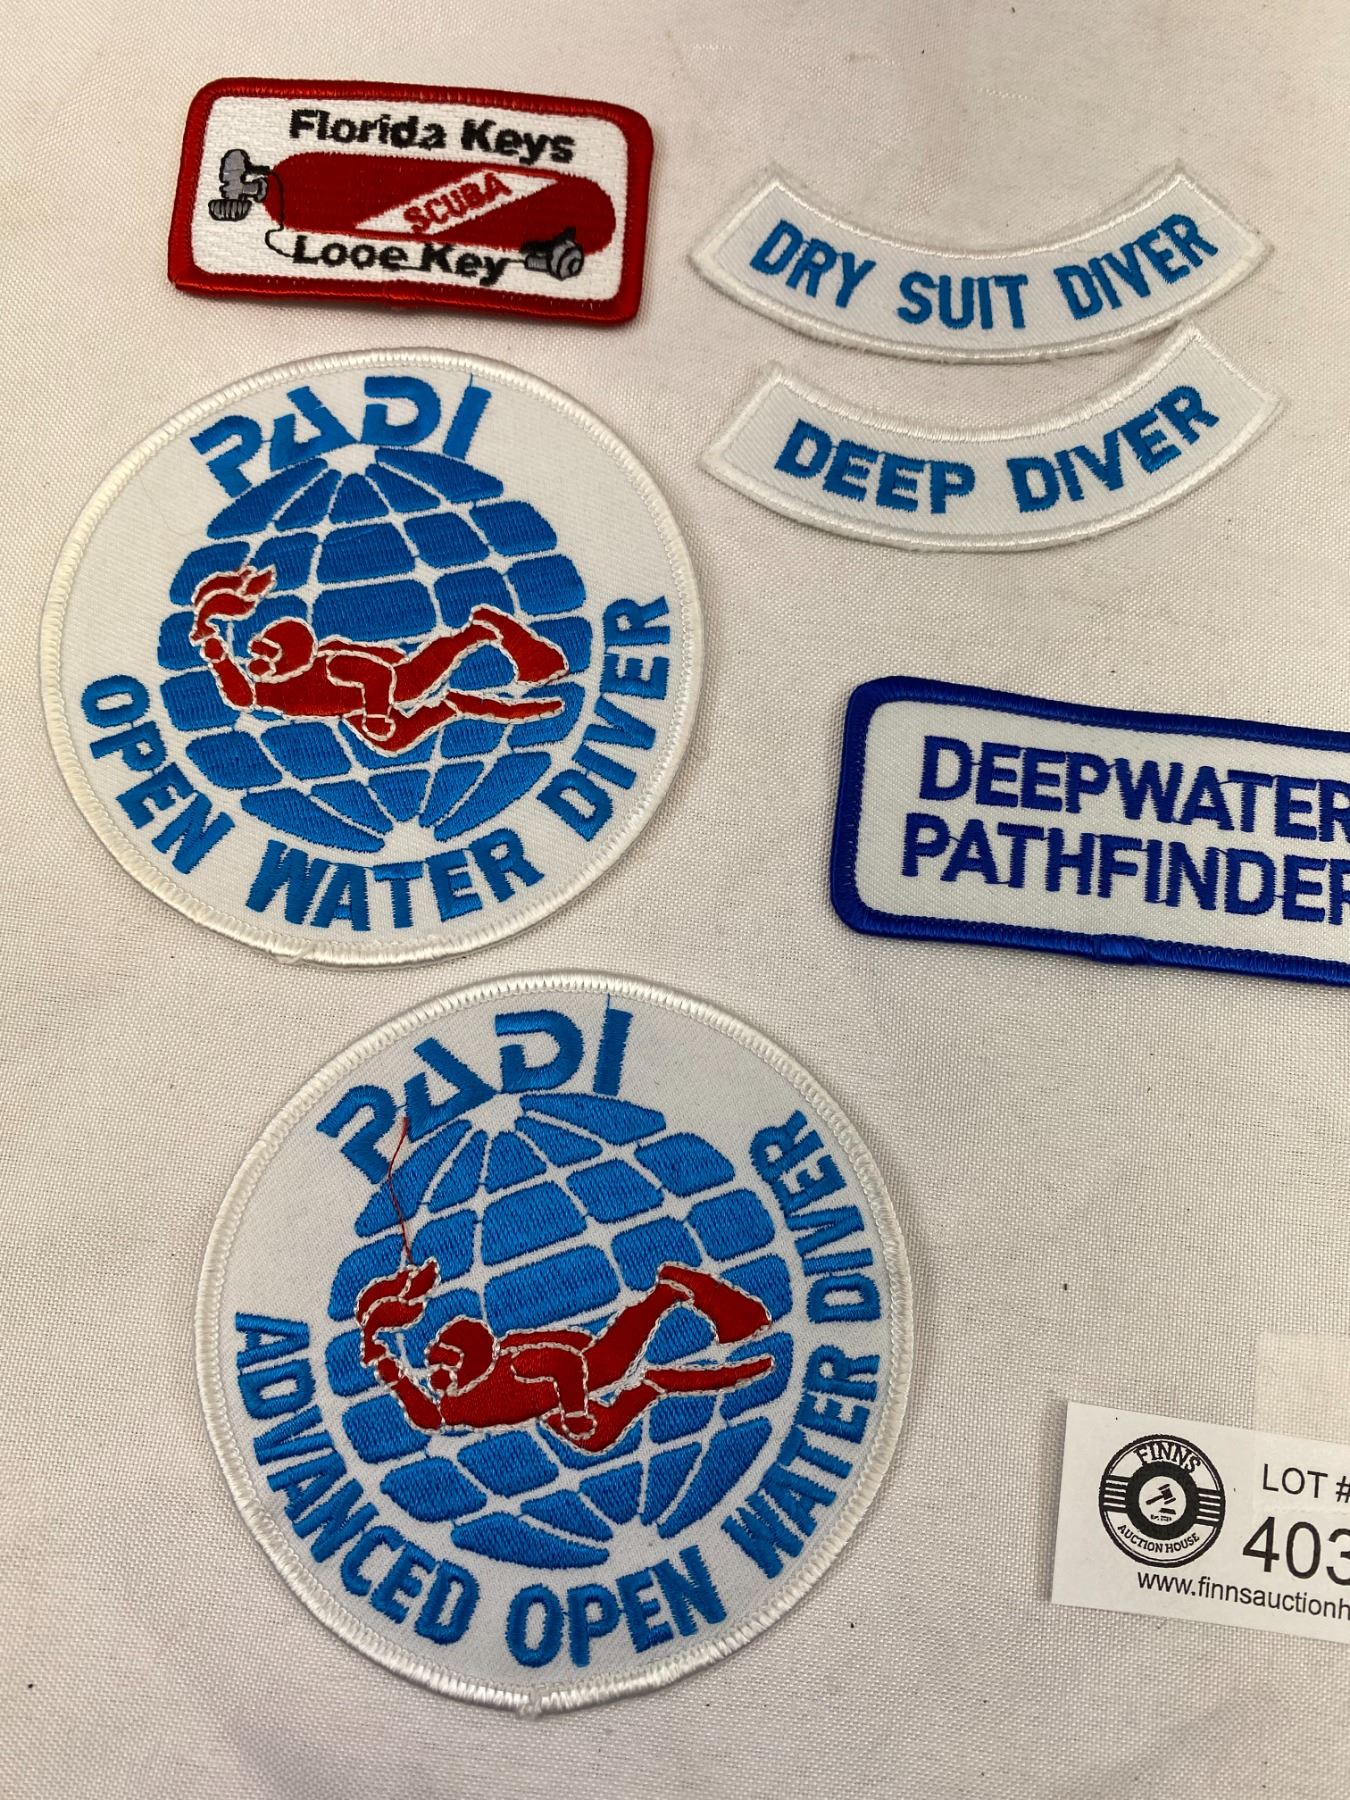 Florida Keys
SCUBA
Looe Key
DRY SUIT DIVER
DEEP DIVER
PADI
OPEN WATER DIVER
DEEPWATER
PATHFINDER
PADI
ADVANCED OPEN WATER DIVER
FINNS
AUCTION HOUSE
LOT #
403
www.finnsauctionh